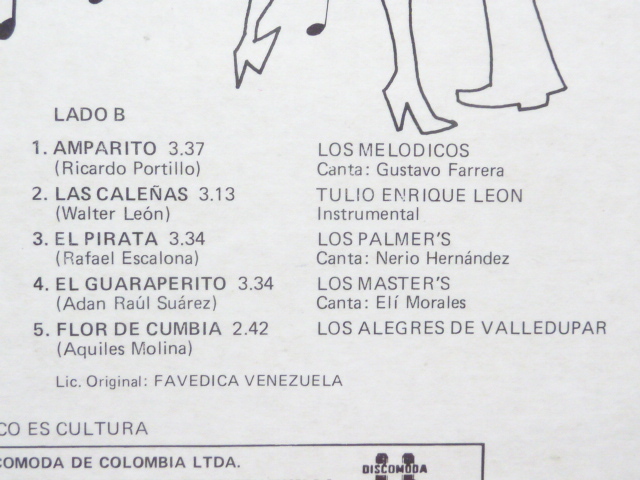 LADO B
1. AMPARITO 3.37 LOS MELODICOS
(Ricardo Portillo) Canta: Gustavo Farrera
2. LAS CALEÑAS 3.13 TULIO ENRIQUE LEON
(Walter León) Instrumental
3. EL PIRATA 3.34 LOS PALMER'S
(Rafael Escalona) Canta: Nerio Hernández
4. EL GUARAPERITO 3.34 LOS MASTER'S
(Adan Raúl Suárez) Canta: Elí Morales
5. FLOR DE CUMBIA 2.42 LOS ALEGRES DE VALLEDUPAR
(Aquiles Molina)
Lic. Original: FAVEDICA VENEZUELA
CO ES CULTURA
COMODA DE COLOMBIA LTDA. DISCOMODA